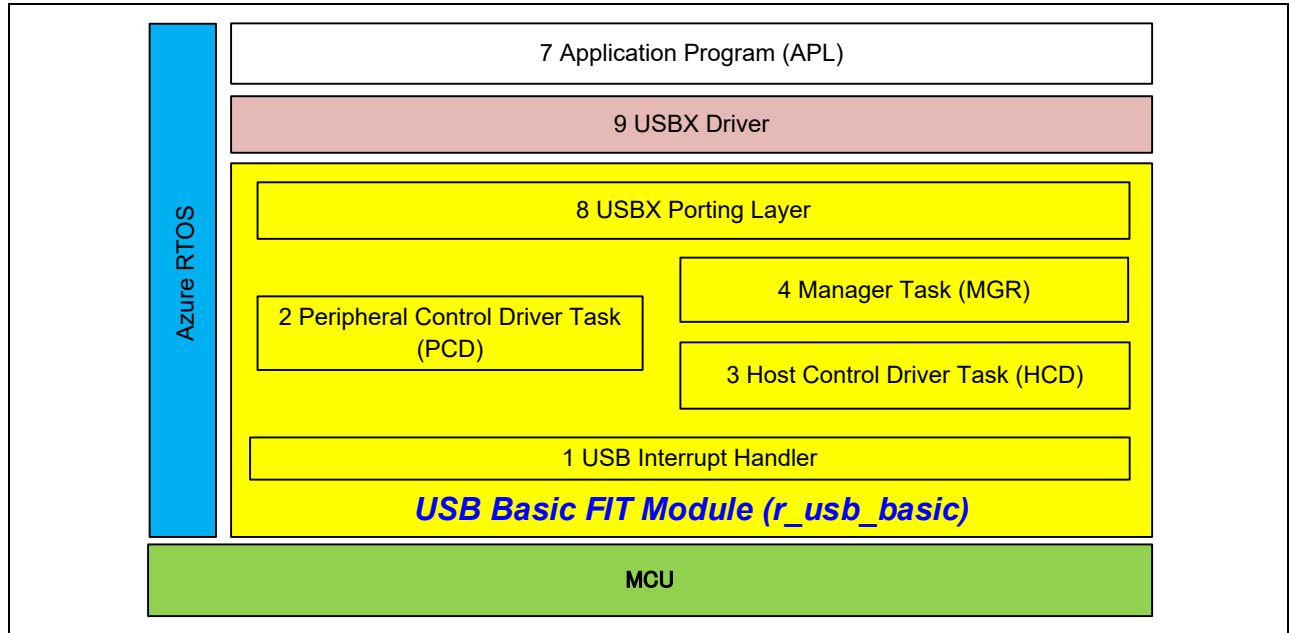 Azure RTOS
7 Application Program (APL)
9 USBX Driver
8 USBX Porting Layer
4 Manager Task (MGR)
2 Peripheral Control Driver Task
(PCD)
3 Host Control Driver Task (HCD)
1 USB Interrupt Handler
USB Basic FIT Module (r_usb_basic)
MCU